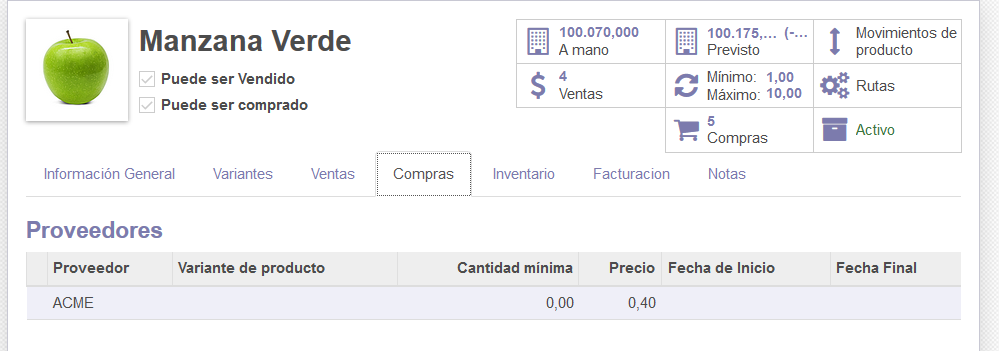 Manzana Verde
Puede ser Vendido
Puede ser comprado
100.070,000
A mano
100.175,... (-...
Previsto
Movimientos de
producto
4
Ventas
Mínimo: 1,00
Máximo: 10,00
Rutas
5
Compras
Activo
Información General Variantes Ventas Compras Inventario Facturacion Notas
Proveedores
Proveedor Variante de producto Cantidad mínima Precio Fecha de Inicio Fecha Final
ACME 0,00 0,40